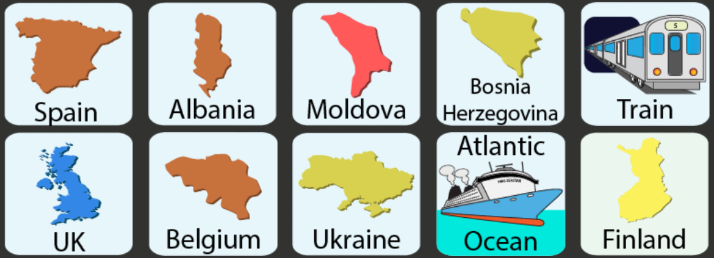 Spain
Albania
Moldova
Bosnia
Herzegovina
S
Train
UK
Belgium
Ukraine
Atlantic
Ocean
Finland